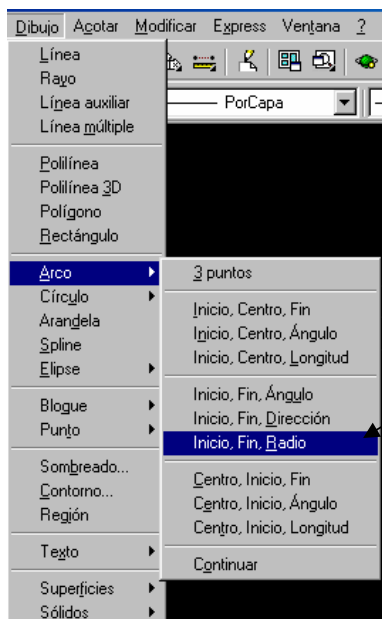 Dibujo Acotar Modificar Express Ventana ?
Línea
Rayo
Línea auxiliar
Línea múltiple
PorCapa
Polilínea
Polilínea 3D
Polígono
Rectángulo
Arco
Círculo
Arandela
Spline
Elipse
Bloque
Punto
Sombreado...
Contorno...
Región
Texto
Superficies
Sólidos
3 puntos
Inicio, Centro, Fin
Inicio, Centro, Ángulo
Inicio, Centro, Longitud
Inicio, Fin, Ángulo
Inicio, Fin, Dirección
Inicio, Fin, Radio
Centro, Inicio, Fin
Centro, Inicio, Ángulo
Centro, Inicio, Longitud
Continuar